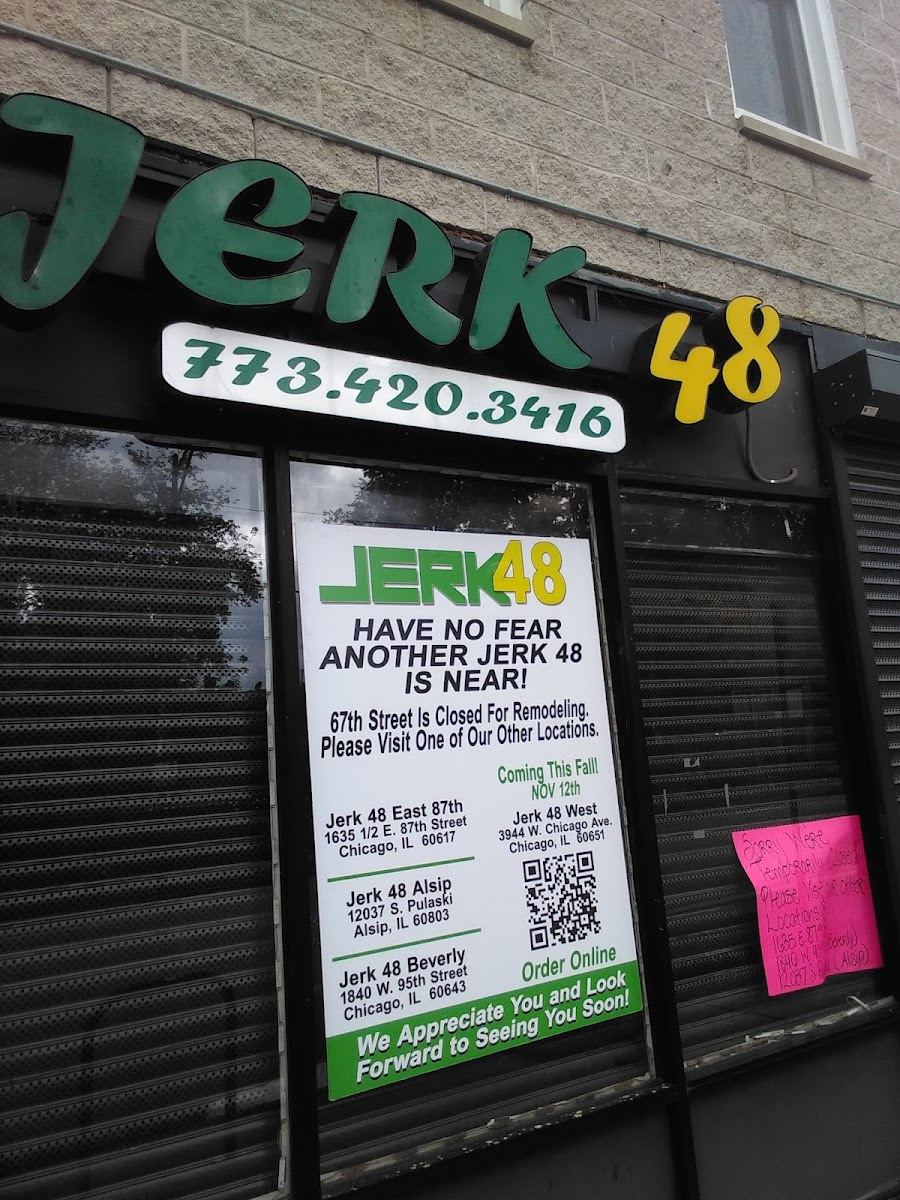 JERK 48
773.420.3416
JERK48
HAVE NO FEAR
ANOTHER JERK 48
IS NEAR!
67th Street Is Closed For Remodeling.
Please Visit One of Our Other Locations.
Jerk 48 East 87th
1635 1/2 E. 87th Street
Chicago, IL 60617
Jerk 48 Alsip
12037 S. Pulaski
Alsip, IL 60803
Jerk 48 Beverly
1840 W. 95th Street
Chicago, IL 60643
Coming This Fall!
NOV 12th
Jerk 48 West
3944 W. Chicago Ave.
Chicago, IL 60651
Order Online
We Appreciate You and Look
Forward to Seeing You Soon!
Sorry We're
Temporarily Closed
Please Visit our other
Locations
E 87th
1840 W. (Beverly)
(Alsip)